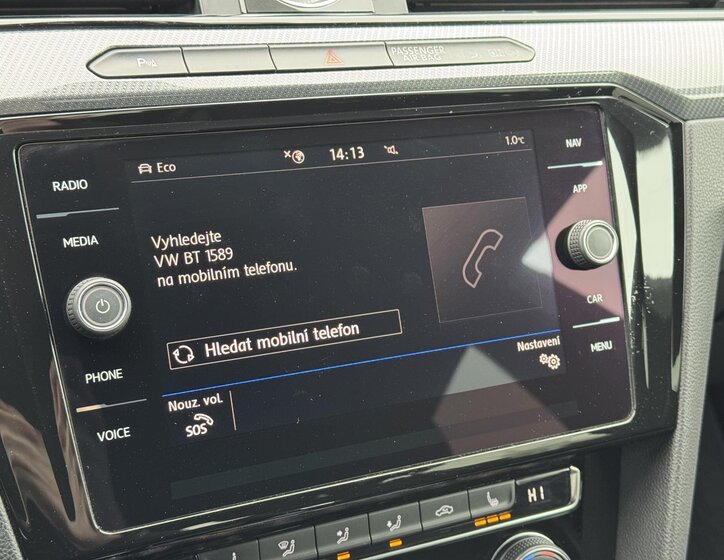 P
PASSENGER
AIR BAG
RADIO
MEDIA
PHONE
VOICE
Eco
14:13
1.0°C
Vyhledejte
VW BT 1589
na mobilním telefonu.
Hledat mobilní telefon
Nastavení
Nouz. vol.
SOS
NAV
APP
CAR
MENU
HI